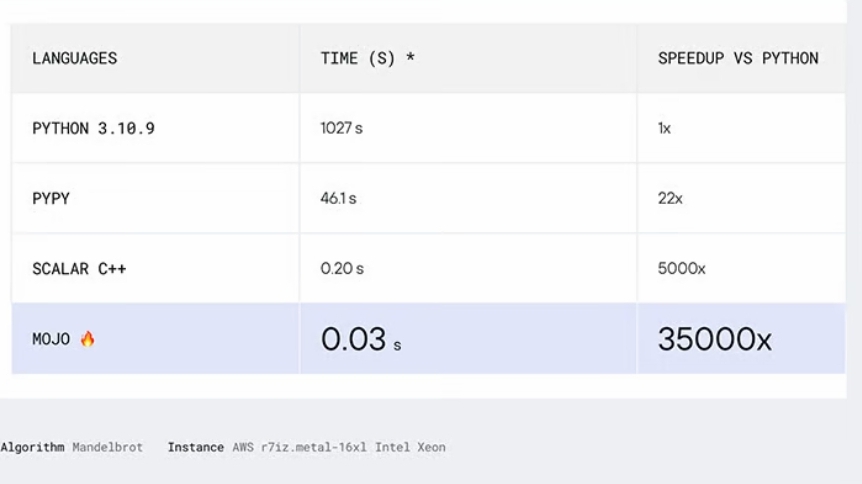 LANGUAGES TIME (S) * SPEEDUP VS PYTHON
PYTHON 3.10.9 1027 s 1x
PYPY 46.1 s 22x
SCALAR C++ 0.20 s 5000x
MOJO 🔥 0.03 s 35000x
Algorithm Mandelbrot Instance AWS r7iz.metal-16xl Intel Xeon